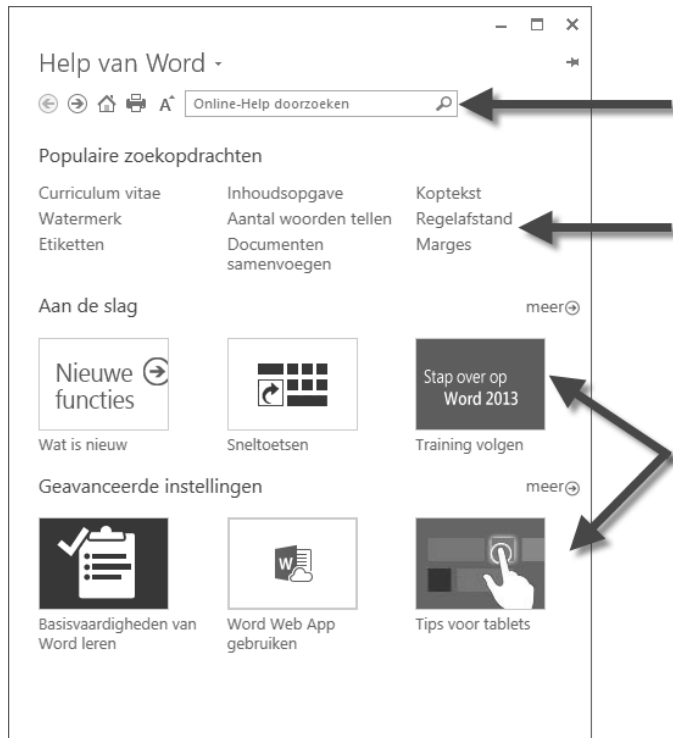 Help van Word
Online-Help doorzoeken
Populaire zoekopdrachten
Curriculum vitae
Inhoudsopgave
Koptekst
Watermerk
Aantal woorden tellen
Regelafstand
Etiketten
Documenten
samenvoegen
Marges
Aan de slag
meer
Nieuwe
functies
Stap over op
Word 2013
Wat is nieuw
Sneltoetsen
Training volgen
Geavanceerde instellingen
meer
W
Basisvaardigheden van
Word leren
Word Web App
gebruiken
Tips voor tablets